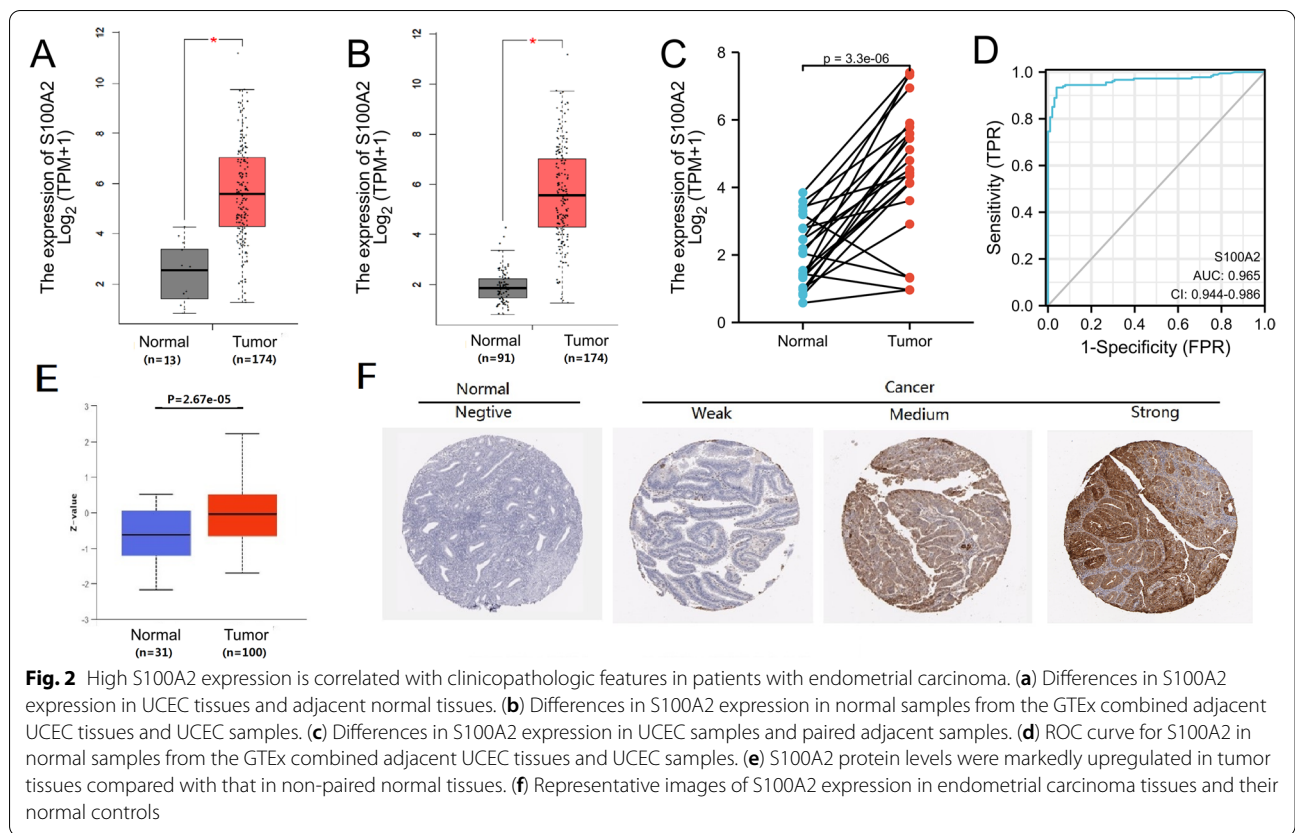 A
The expression of S100A2
Log2 (TPM+1)
12
10
8
6
4
2
*
Normal
(n=13)
Tumor
(n=174)
B
The expression of S100A2
Log2 (TPM+1)
12
10
8
6
4
2
*
Normal
(n=91)
Tumor
(n=174)
C
The expression of S100A2
Log2 (TPM+1)
8
6
4
2
0
p = 3.3e-06
Normal
Tumor
D
Sensitivity (TPR)
1.0
0.8
0.6
0.4
0.2
0.0
S100A2
AUC: 0.965
CI: 0.944-0.986
0.0 0.2 0.4 0.6 0.8 1.0
1-Specificity (FPR)
E
P=2.67e-05
Z-value
3
2
1
0
-1
-2
-3
Normal
(n=31)
Tumor
(n=100)
F
Normal
Negtive
Cancer
Weak
Medium
Strong
Fig. 2 High S100A2 expression is correlated with clinicopathologic features in patients with endometrial carcinoma. (a) Differences in S100A2
expression in UCEC tissues and adjacent normal tissues. (b) Differences in S100A2 expression in normal samples from the GTEx combined adjacent
UCEC tissues and UCEC samples. (c) Differences in S100A2 expression in UCEC samples and paired adjacent samples. (d) ROC curve for S100A2 in
normal samples from the GTEx combined adjacent UCEC tissues and UCEC samples. (e) S100A2 protein levels were markedly upregulated in tumor
tissues compared with that in non-paired normal tissues. (f) Representative images of S100A2 expression in endometrial carcinoma tissues and their
normal controls